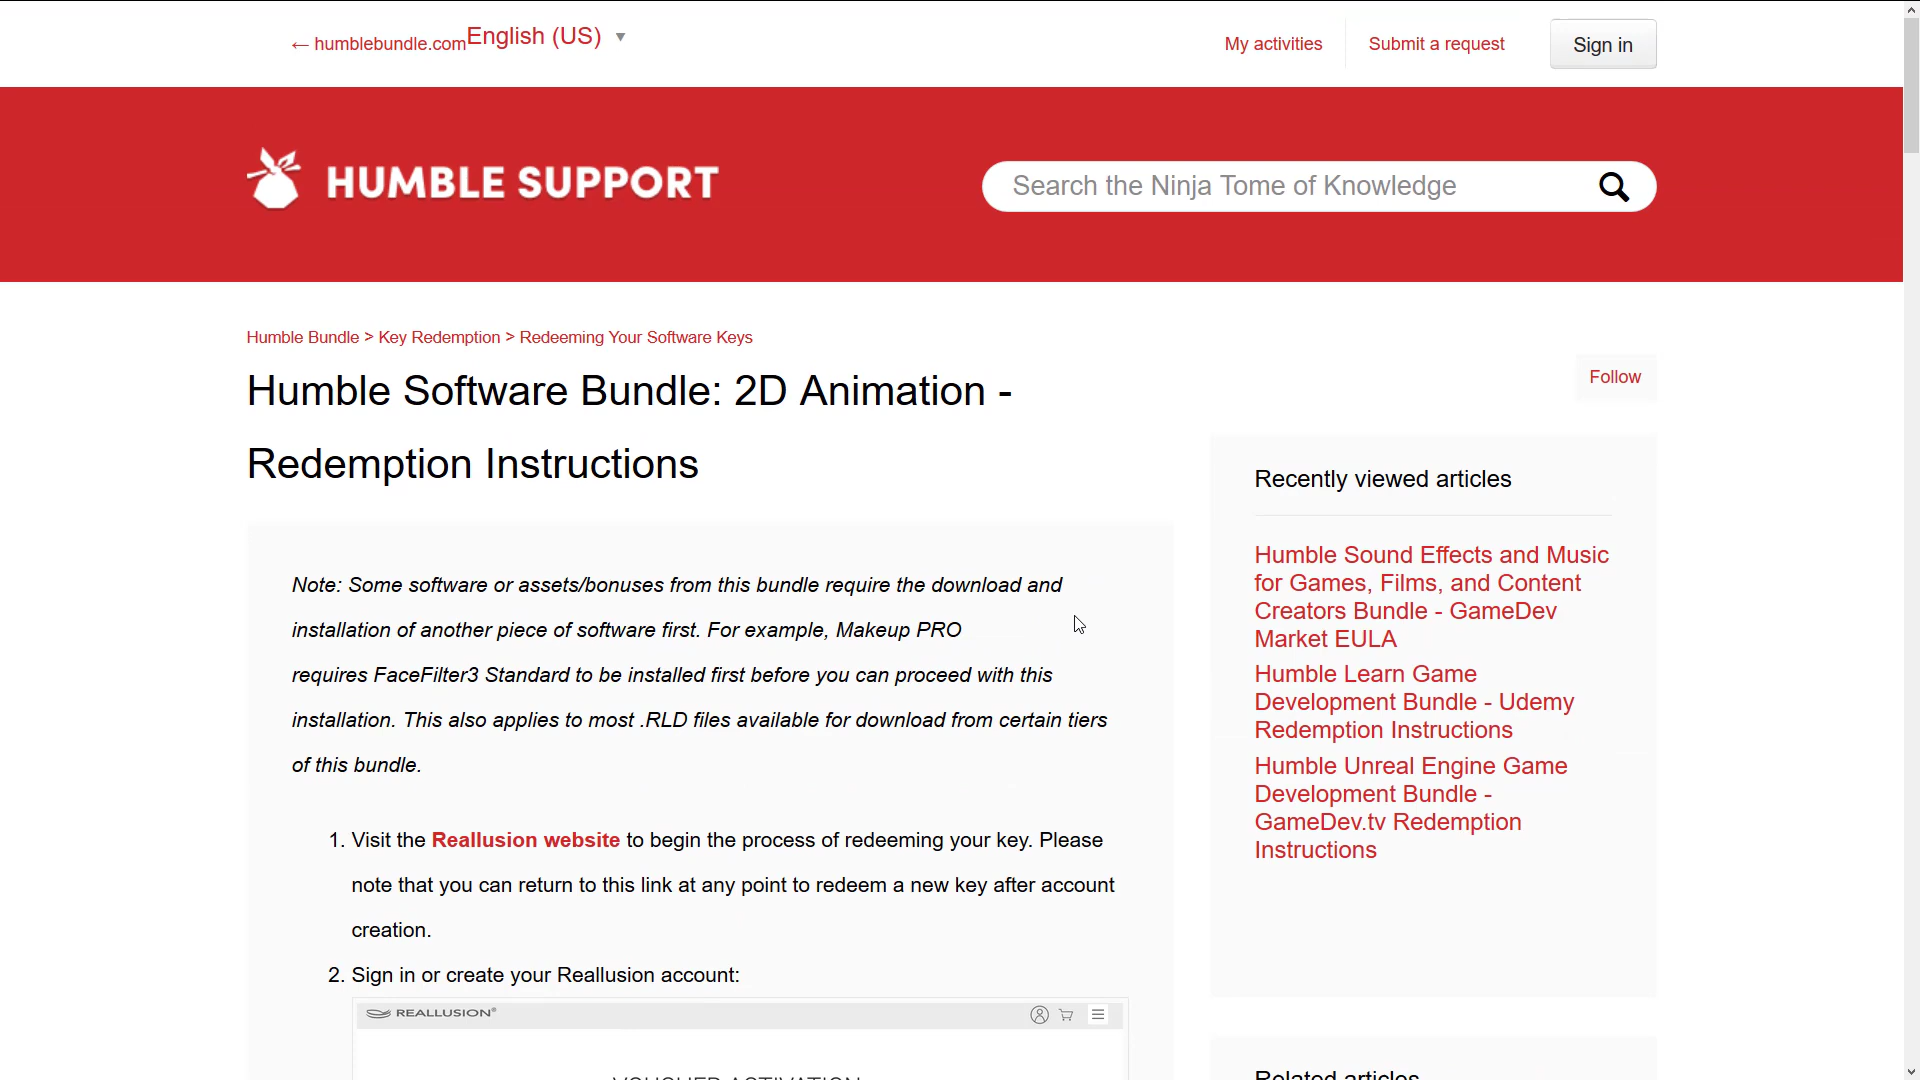 ← humblebundle.com
English (US) ▼
My activities
Submit a request
Sign in
HUMBLE SUPPORT
Search the Ninja Tome of Knowledge
Humble Bundle > Key Redemption > Redeeming Your Software Keys
Humble Software Bundle: 2D Animation -
Redemption Instructions
Follow
Note: Some software or assets/bonuses from this bundle require the download and
installation of another piece of software first. For example, Makeup PRO
requires FaceFilter3 Standard to be installed first before you can proceed with this
installation. This also applies to most .RLD files available for download from certain tiers
of this bundle.
1. Visit the Reallusion website to begin the process of redeeming your key. Please
note that you can return to this link at any point to redeem a new key after account
creation.
2. Sign in or create your Reallusion account:
REALLUSION®
VOUCHER ACTIVATION
Recently viewed articles
Humble Sound Effects and Music
for Games, Films, and Content
Creators Bundle - GameDev
Market EULA
Humble Learn Game
Development Bundle - Udemy
Redemption Instructions
Humble Unreal Engine Game
Development Bundle -
GameDev.tv Redemption
Instructions
Related articles